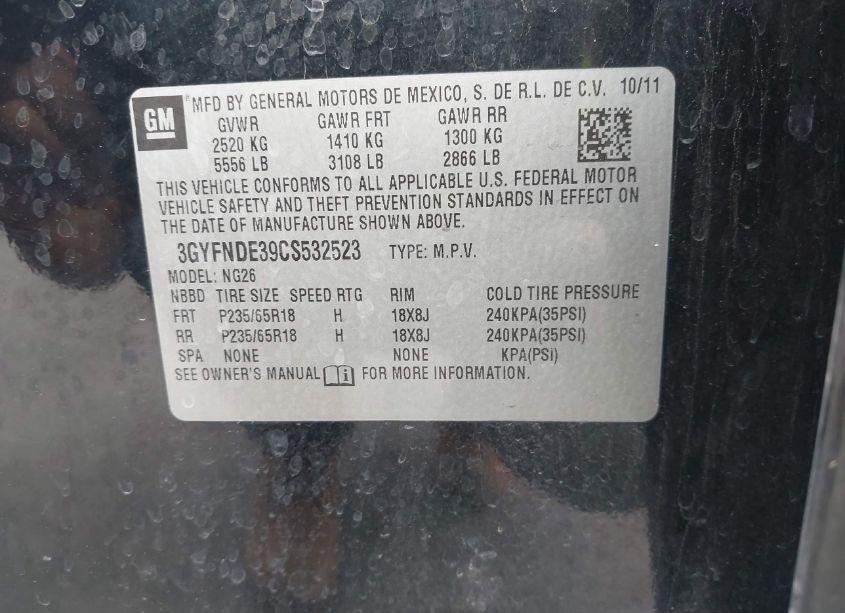 GM
MFD BY GENERAL MOTORS DE MEXICO, S. DE R.L. DE C.V. 10/11
GVWR GAWR FRT GAWR RR
2520 KG 1410 KG 1300 KG
5556 LB 3108 LB 2866 LB
THIS VEHICLE CONFORMS TO ALL APPLICABLE U.S. FEDERAL MOTOR
VEHICLE SAFETY AND THEFT PREVENTION STANDARDS IN EFFECT ON
THE DATE OF MANUFACTURE SHOWN ABOVE.
3GYFNDE39CS532523 TYPE: M.P.V.
MODEL: NG26
NBBD TIRE SIZE SPEED RTG RIM COLD TIRE PRESSURE
FRT P235/65R18 H 18X8J 240KPA(35PSI)
RR P235/65R18 H 18X8J 240KPA(35PSI)
SPA NONE NONE KPA(PSI)
SEE OWNER'S MANUAL FOR MORE INFORMATION.